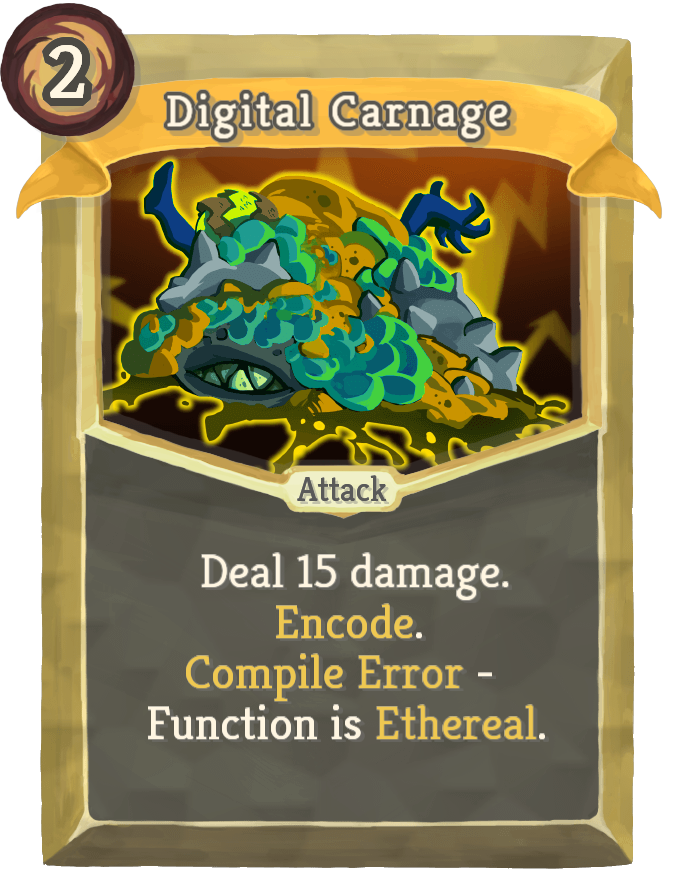 2
Digital Carnage
Attack
Deal 15 damage.
Encode.
Compile Error -
Function is Ethereal.